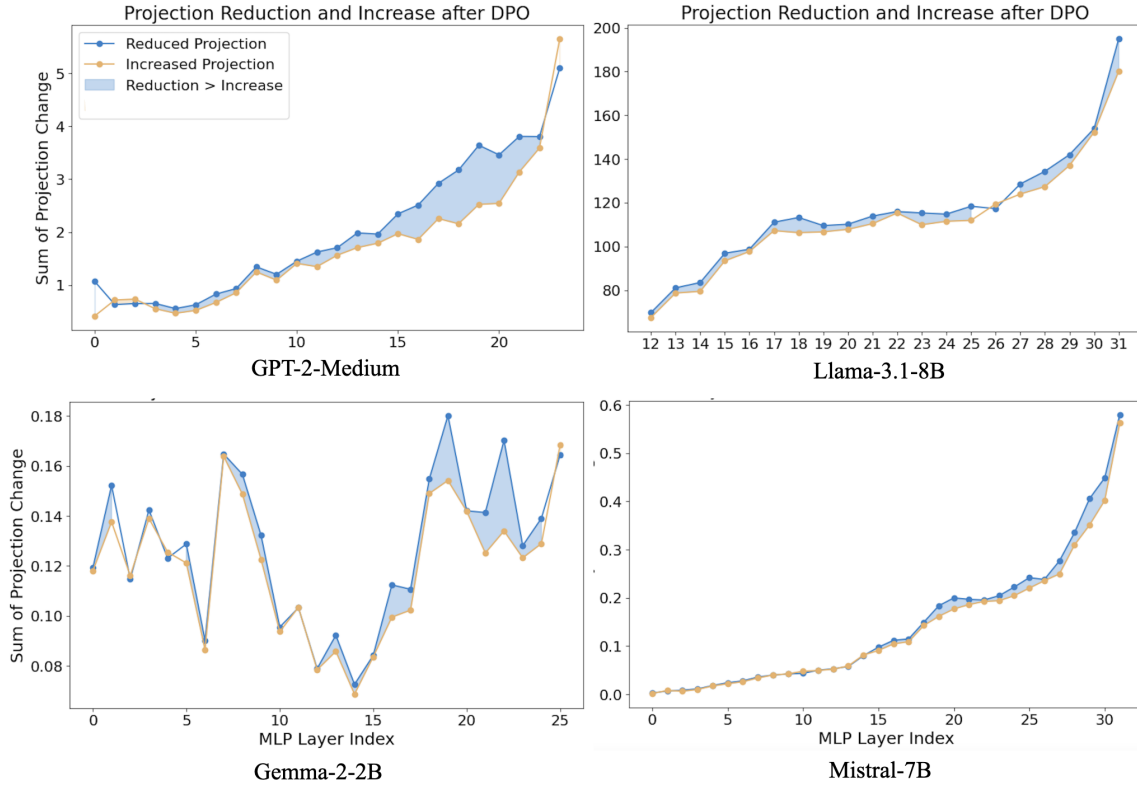 Projection Reduction and Increase after DPO
Reduced Projection
Increased Projection
Reduction > Increase
Sum of Projection Change
5
4
3
2
1
0 5 10 15 20
GPT-2-Medium
Projection Reduction and Increase after DPO
200
180
160
140
120
100
80
12 13 14 15 16 17 18 19 20 21 22 23 24 25 26 27 28 29 30 31
Llama-3.1-8B
Sum of Projection Change
0.18
0.16
0.14
0.12
0.10
0.08
0 5 10 15 20 25
MLP Layer Index
Gemma-2-2B
0.6
0.5
0.4
0.3
0.2
0.1
0.0
0 5 10 15 20 25 30
MLP Layer Index
Mistral-7B